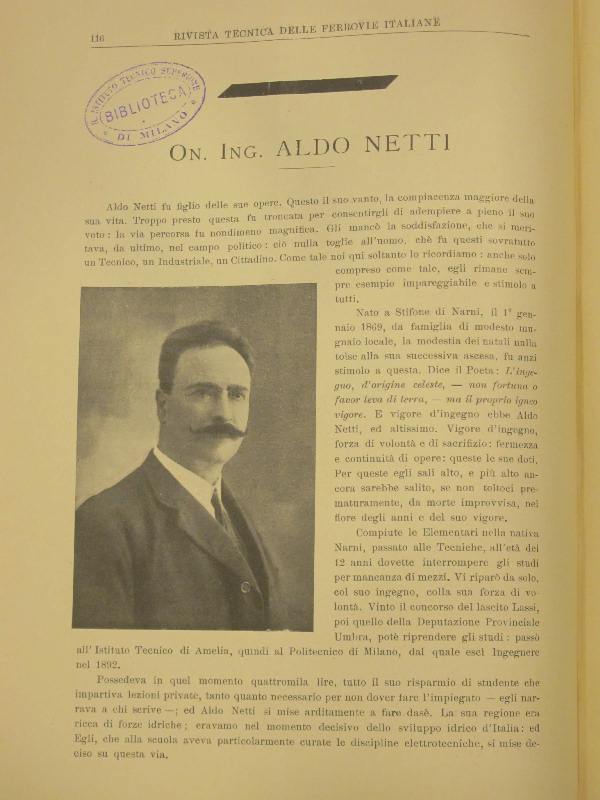 116
RIVISTA TECNICA DELLE FERROVIE ITALIANE
R. ISTITUTO TECNICO SUPERIORE
BIBLIOTECA
DI MILANO
ON. ING. ALDO NETTI
Aldo Netti fu figlio delle sue opere. Questo il suo vanto, la compiacenza maggiore della
sua vita. Troppo presto questa fu troncata per consentirgli di adempiere a pieno il suo
voto: la via percorsa fu nondimeno magnifica. Gli mancò la soddisfazione, che si meri-
tava, da ultimo, nel campo politico: ciò nulla toglie all'uomo, chè fu questi sovratutto
un Tecnico, un Industriale, un Cittadino. Come tale noi qui soltanto lo ricordiamo: anche solo
compreso come tale, egli rimane sem-
pre esempio impareggiabile e stimolo a
tutti.
Nato a Stifone di Narni, il 1° gen-
naio 1869, da famiglia di modesto mu-
gnaio locale, la modestia dei natali nulla
tolse alla sua successiva ascesa, fu anzi
stimolo a questa. Dice il Poeta: L'inge-
gno, d'origine celeste, — non fortuna o
favor leva di terra, — ma il proprio igneo
vigore. E vigore d'ingegno ebbe Aldo
Netti, ed altissimo. Vigore d'ingegno,
forza di volontà e di sacrifizio: fermezza
e continuità di opere: queste le sue doti.
Per queste egli salì alto, e più alto an-
cora sarebbe salito, se non toltoci pre-
maturamente, da morte improvvisa, nel
fiore degli anni e del suo vigore.
Compiute le Elementari nella nativa
Narni, passato alle Tecniche, all'età dei
12 anni dovette interrompere gli studi
per mancanza di mezzi. Vi riparò da solo,
col suo ingegno, colla sua forza di vo-
lontà. Vinto il concorso del lascito Lassi,
poi quello della Deputazione Provinciale
Umbra, potè riprendere gli studi: passò
all'Istituto Tecnico di Amelia, quindi al Politecnico di Milano, dal quale escì Ingegnere
nel 1892.
Possedeva in quel momento quattromila lire, tutto il suo risparmio di studente che
impartiva lezioni private, tanto quanto necessario per non dover fare l'impiegato — egli nar-
rava a chi scrive —; ed Aldo Netti si mise arditamente a fare dasè. La sua regione era
ricca di forze idriche; eravamo nel momento decisivo dello sviluppo idrico d'Italia: ed
Egli, che alla scuola aveva particolarmente curate le discipline elettrotecniche, si mise de-
ciso su questa via.